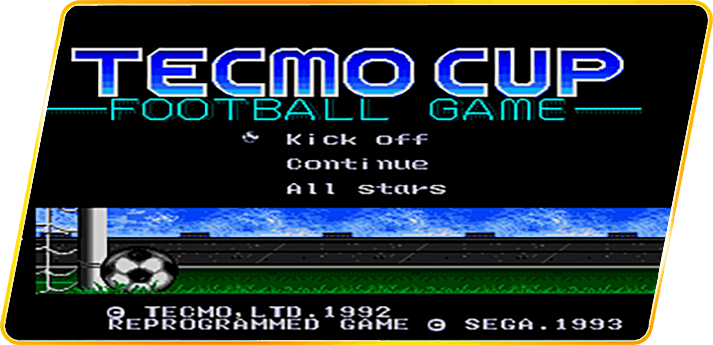 TECMO CUP
FOOTBALL GAME
Kick off
Continue
All stars
© TECMO,LTD.1992
REPROGRAMMED GAME © SEGA.1993